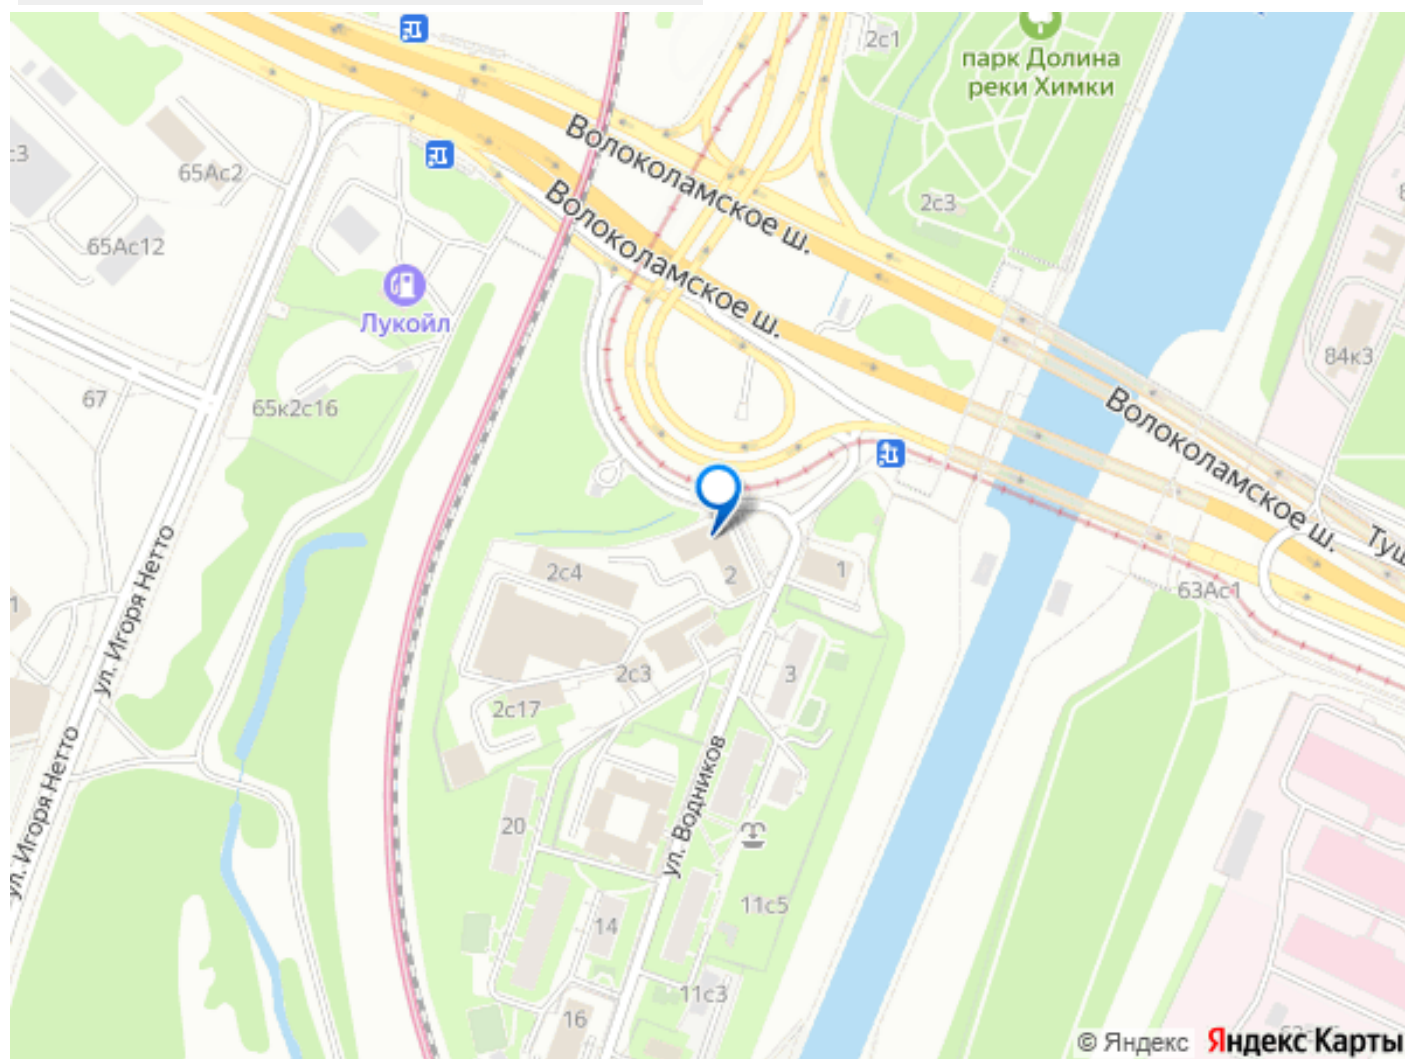 2с1
парк Долина
реки Химки
Волоколамское ш.
65Ас2
2с3
65Ас12
Волоколамское ш.
Лукойл
84к3
67
65к2с16
Волоколамское ш.
2
1
2с4
63Ас1
ул. Игоря Нетто
2с3
3
2с17
ул. Игоря Нетто
ул. Водников
20
11с5
14
11с3
16
© Яндекс Яндекс Карты